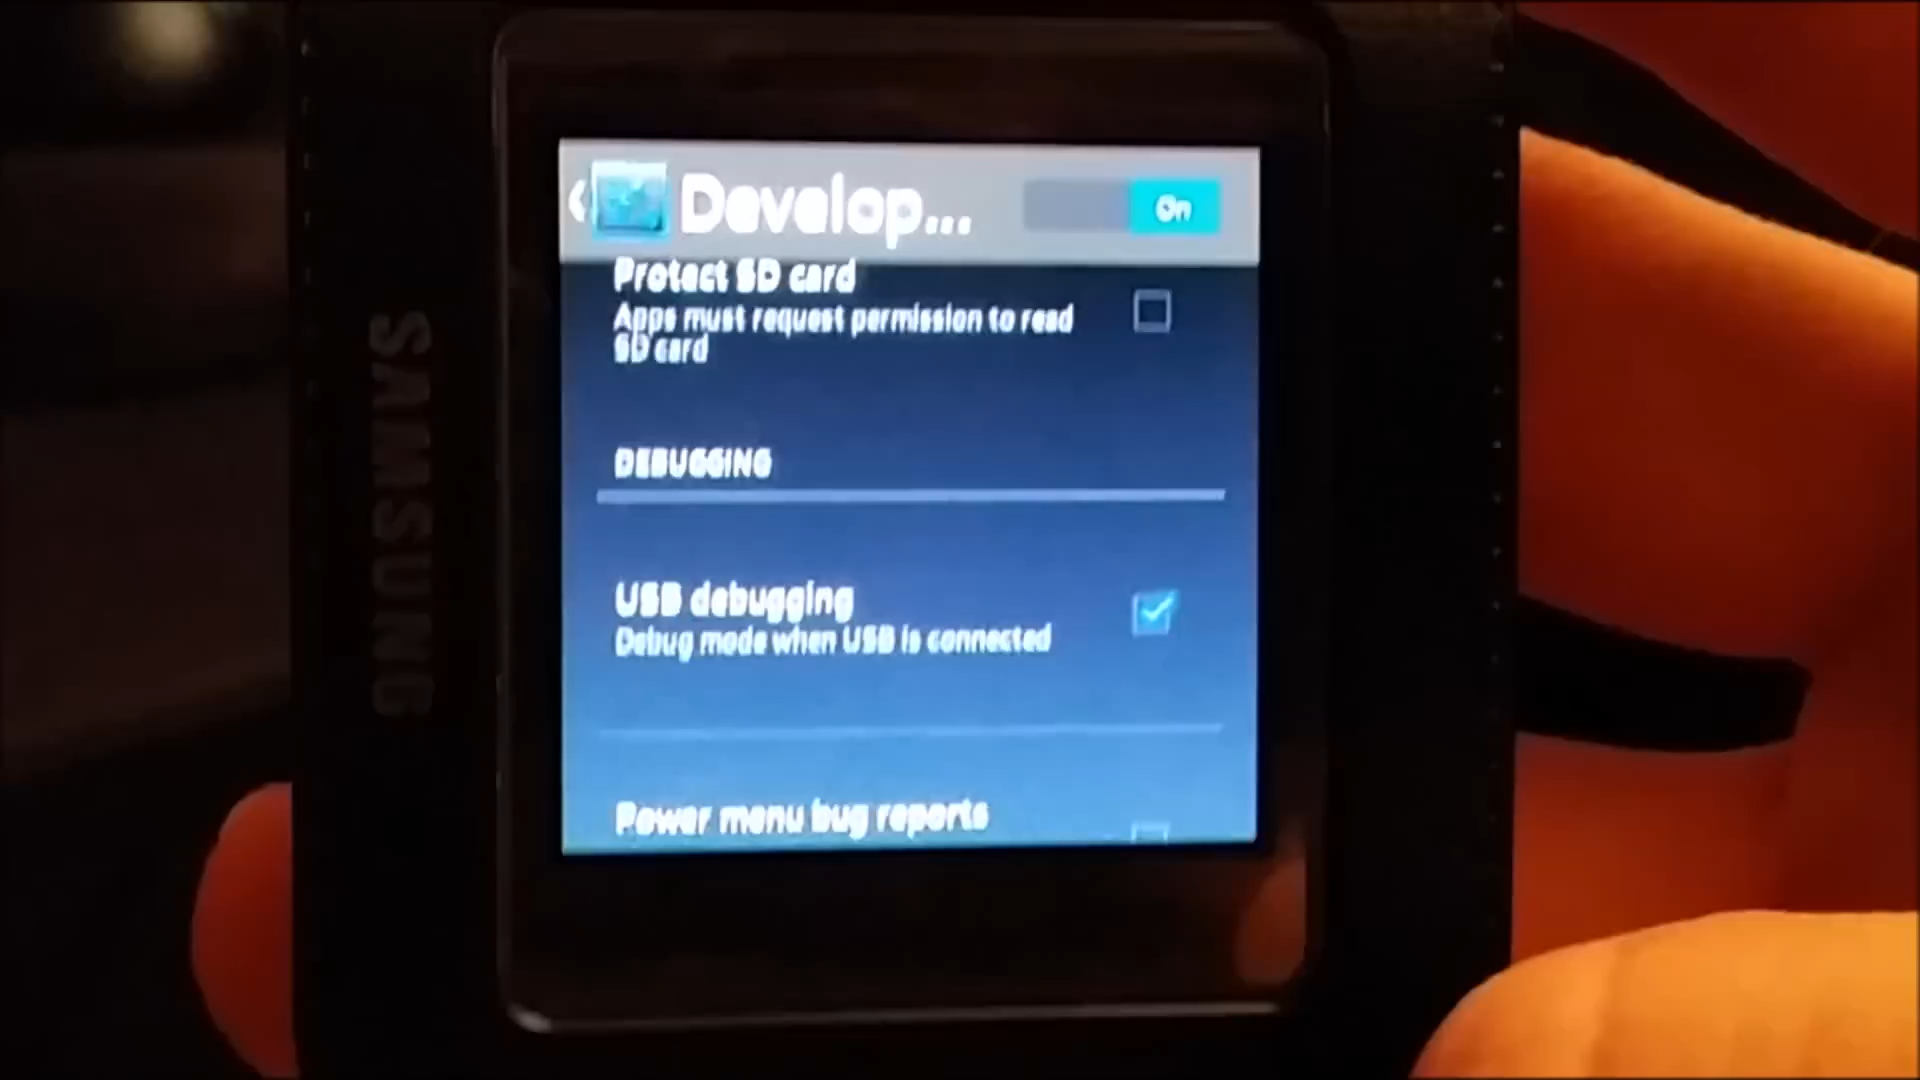 SAMSUNG
Develop...
On
Protect SD card
Apps must request permission to read
SD card
DEBUGGING
USB debugging
Debug mode when USB is connected
Power menu bug reports